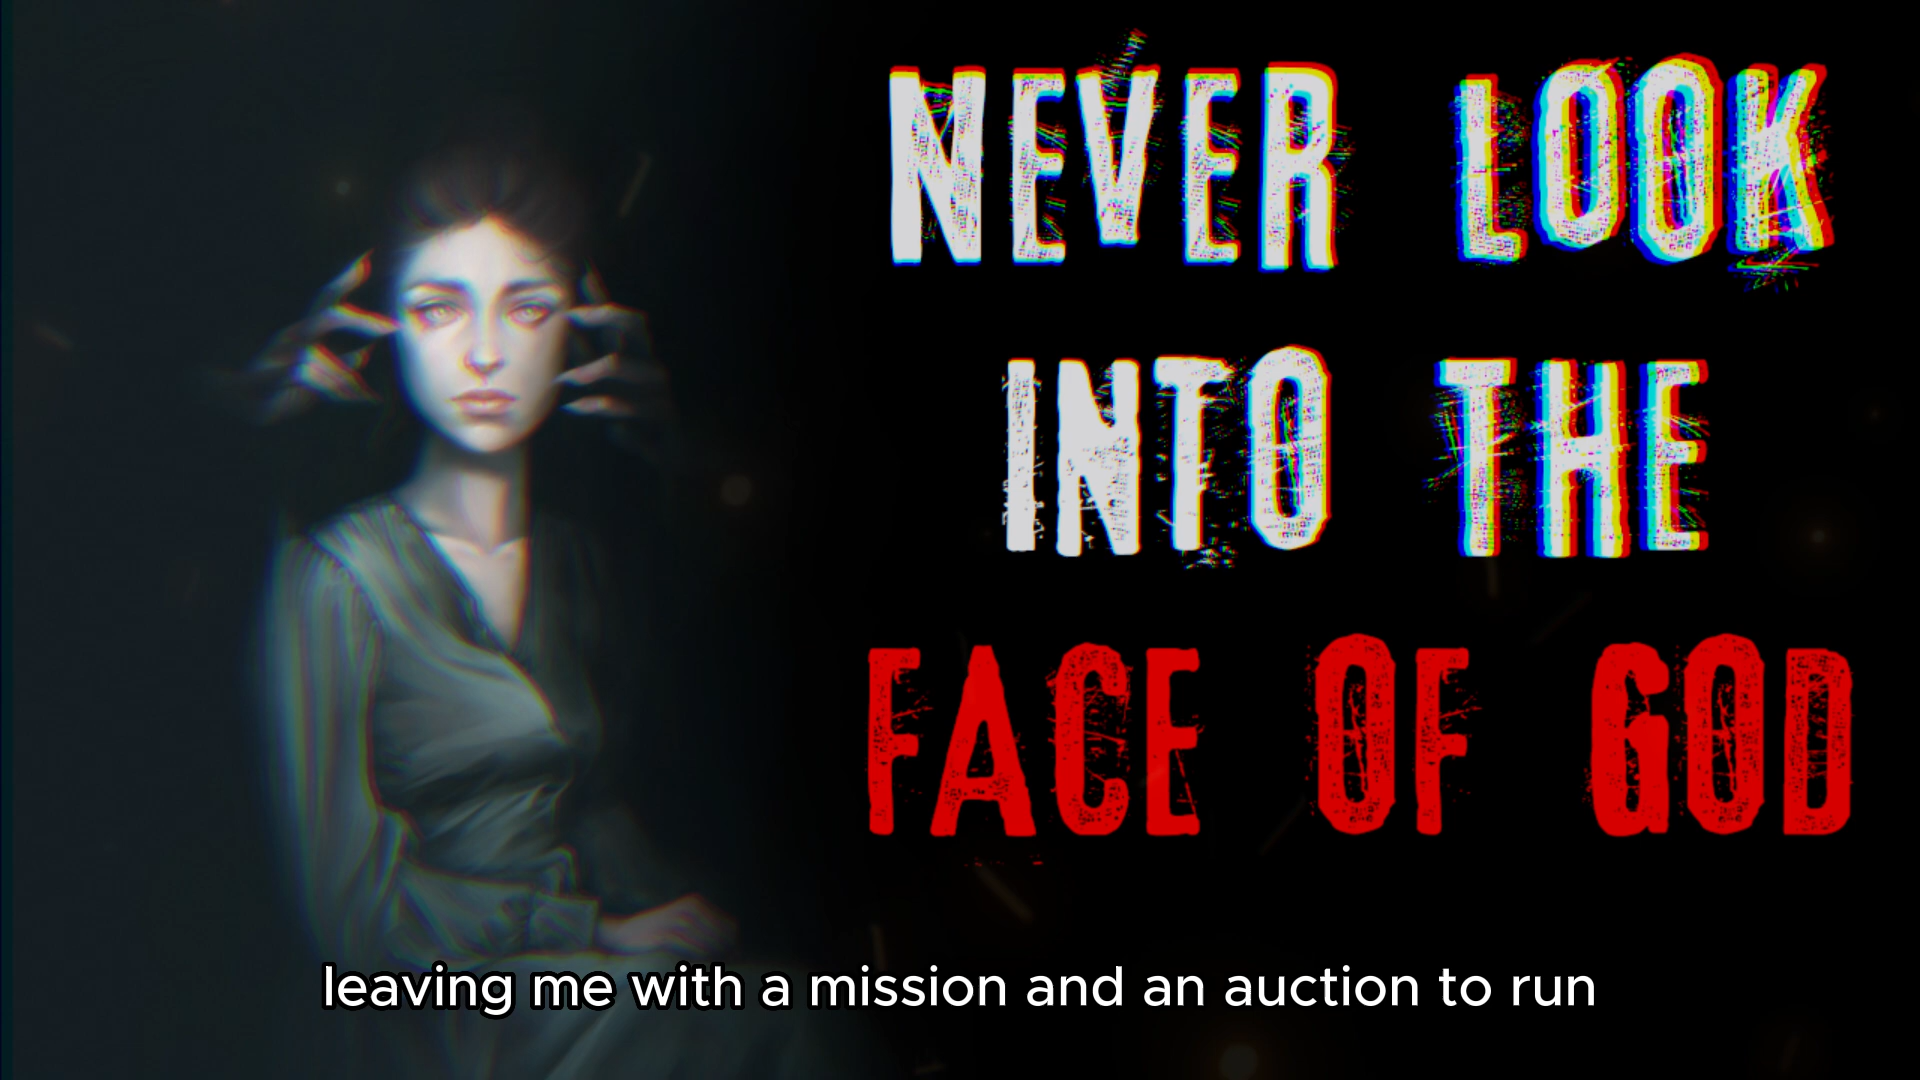 NEVER LOOK
INTO THE
FACE OF GOD
leaving me with a mission and an auction to run